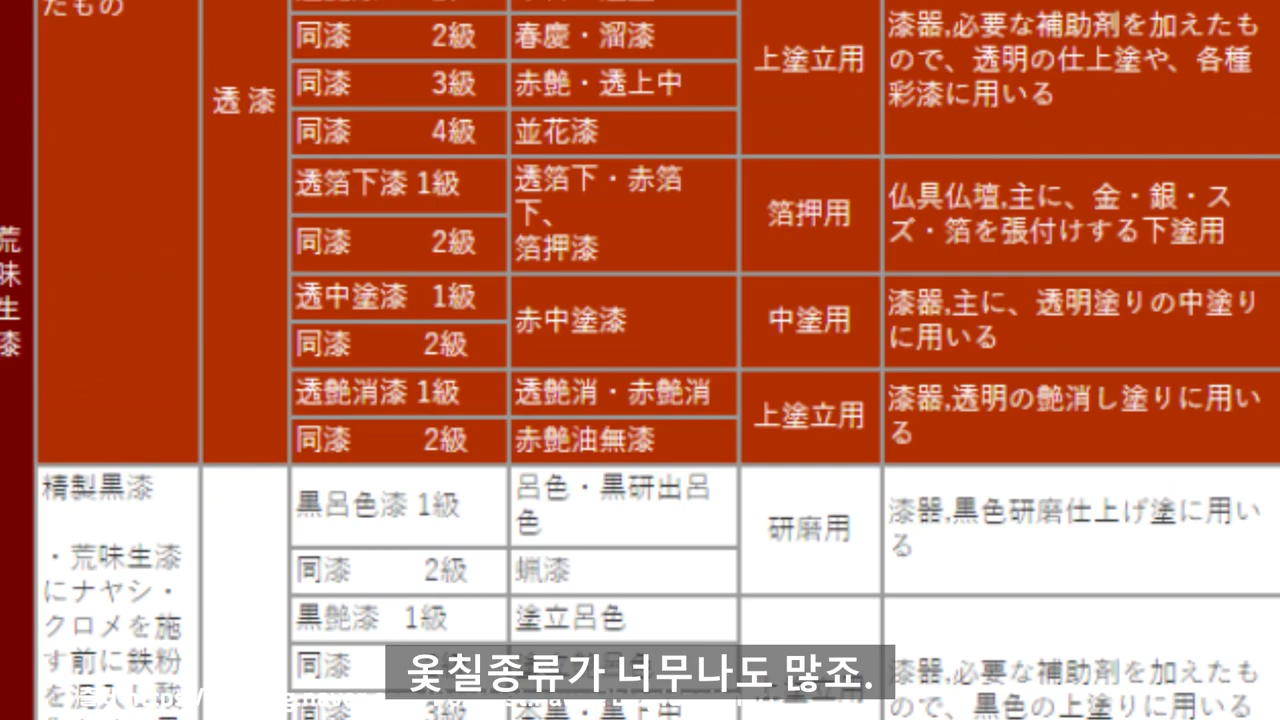 たもの
荒味生漆
透漆
同漆 2級
春慶・溜漆
同漆 3級
赤艶・透上中
同漆 4級
並花漆
上塗立用
漆器,必要な補助剤を加えたも
ので、透明の仕上塗や、各種
彩漆に用いる
透箔下漆 1級
透箔下・赤箔
下、
箔押漆
同漆 2級
箔押用
仏具仏壇,主に、金・銀・ス
ズ・箔を張付けする下塗用
透中塗漆 1級
赤中塗漆
同漆 2級
中塗用
漆器,主に、透明塗りの中塗り
に用いる
透艶消漆 1級
透艶消・赤艶消
同漆 2級
赤艶油無漆
上塗立用
漆器,透明の艶消し塗りに用い
る
精製黒漆
・荒味生漆
にナヤシ・
クロメを施
す前に鉄粉
黒呂色漆 1級
呂色・黒研出呂
色
同漆 2級
蝋漆
研磨用
漆器,黒色研磨仕上げ塗に用い
る
黒艶漆 1級
塗立呂色
同漆
漆器,必要な補助剤を加えたも
ので、黒色の上塗りに用いる
옻칠종류가 너무나도 많죠.